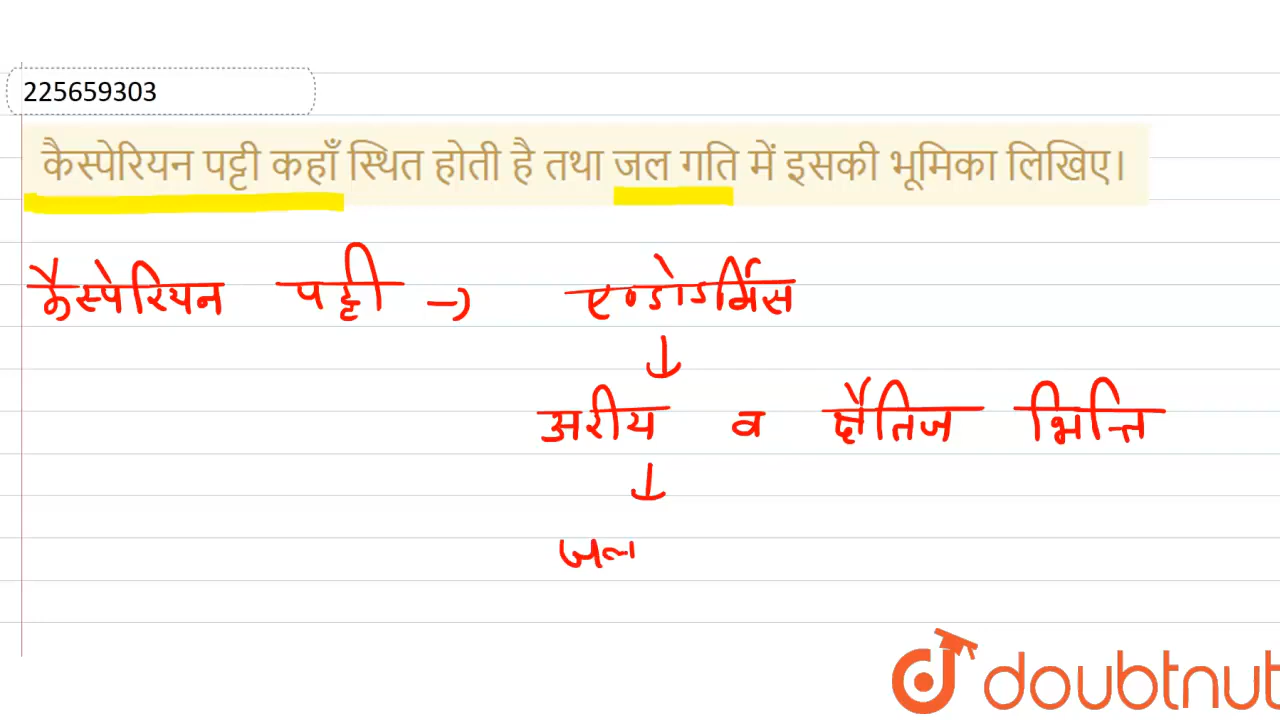 225659303
कैस्पेरियन पट्टी कहाँ स्थित होती है तथा जल गति में इसकी भूमिका लिखिए।
कैस्पेरियन पट्टी → एण्डोडर्मिस
↓
अरीय व क्षैतिज भित्ति
↓
जल
doubtnut